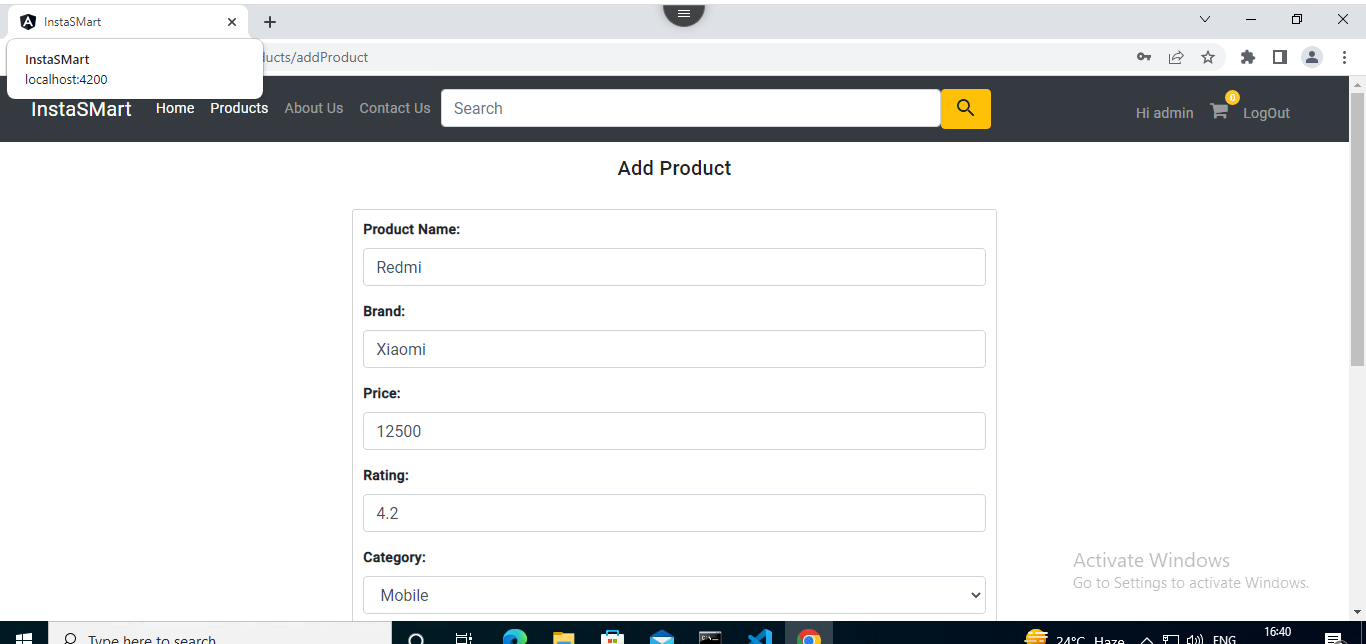 InstaSMart
InstaSMart
localhost:4200
ucts/addProduct
InstaSMart Home Products About Us Contact Us Search Hi admin 0 LogOut
Add Product
Product Name:
Redmi
Brand:
Xiaomi
Price:
12500
Rating:
4.2
Category:
Mobile
Activate Windows
Go to Settings to activate Windows.
Type here to search 24°C Haze ENG 16:40